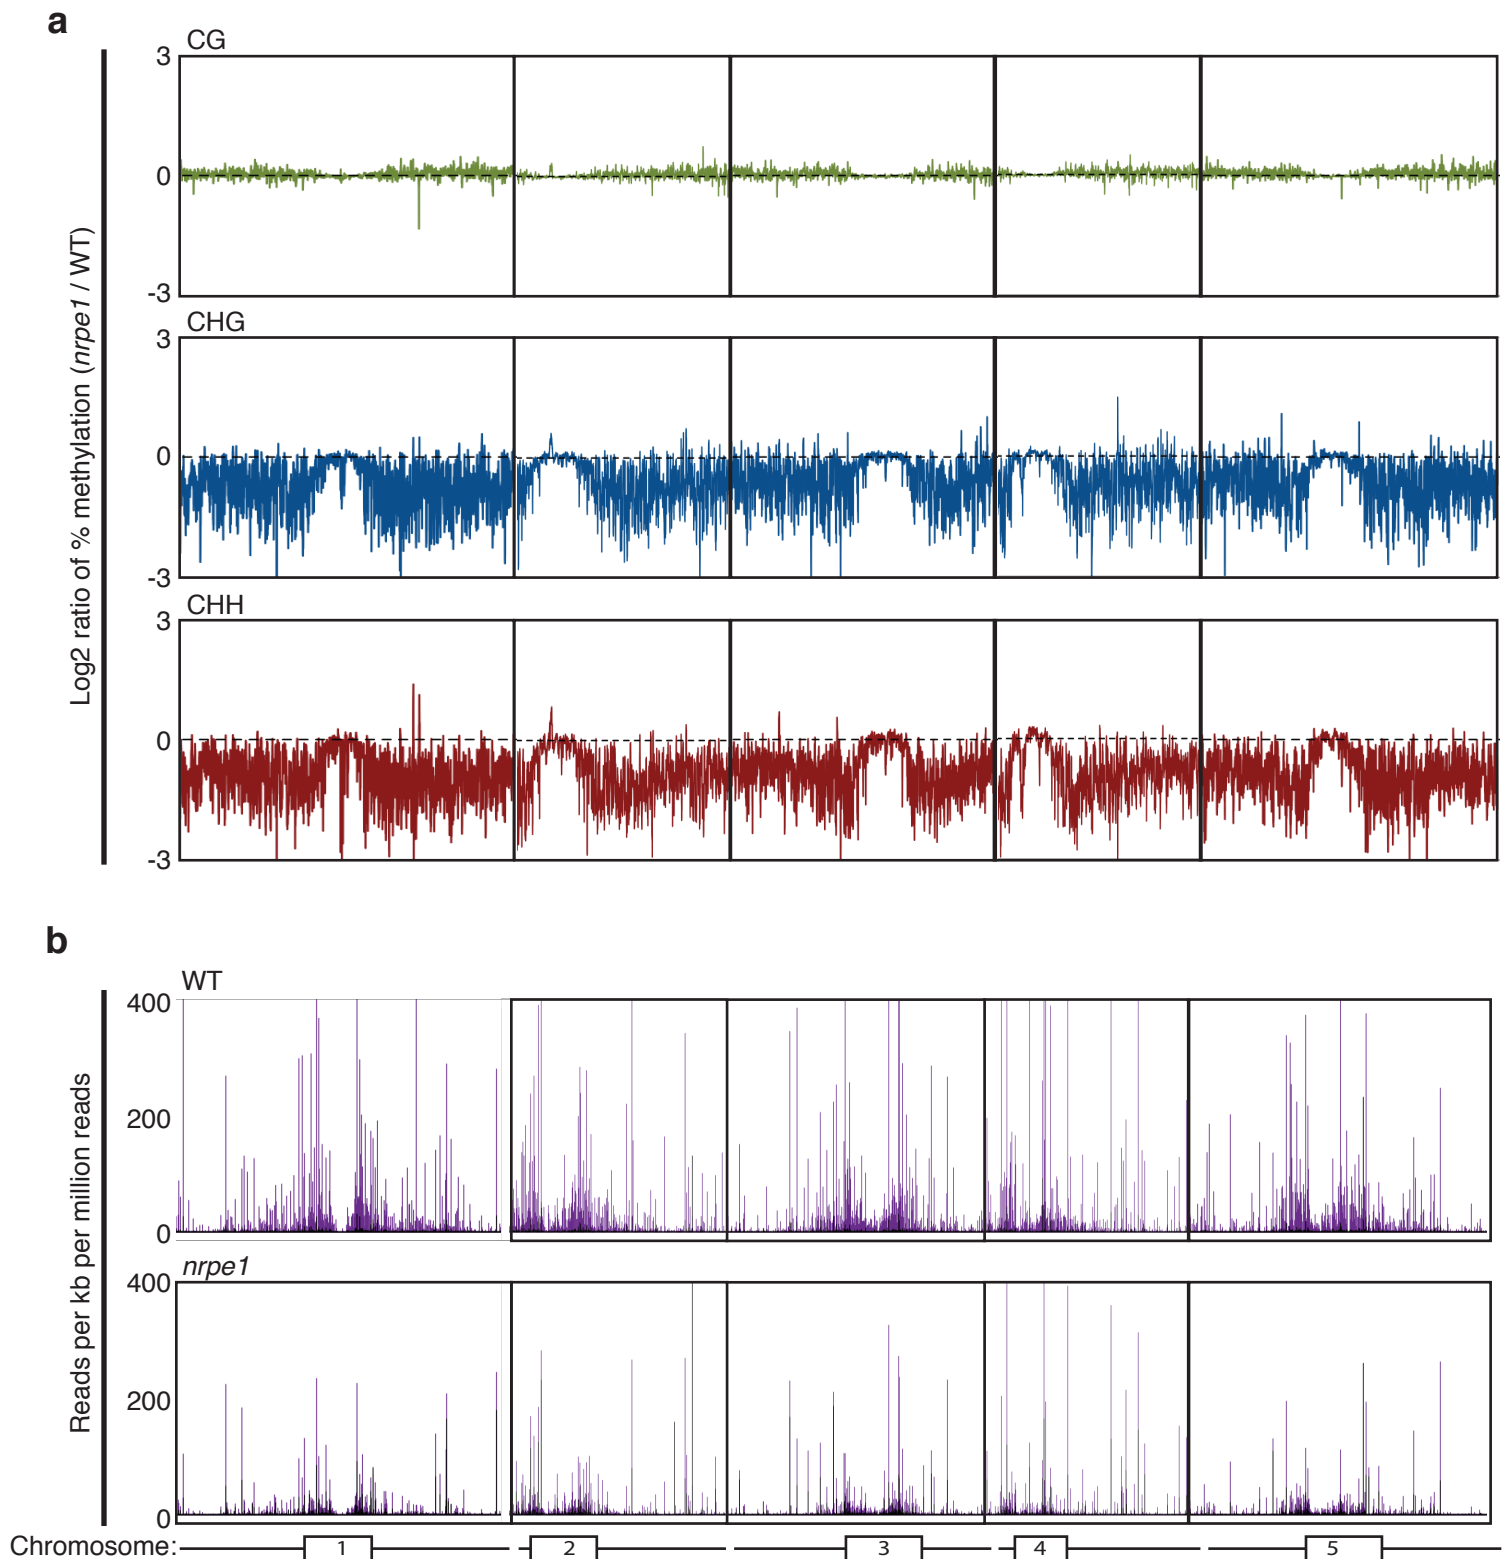 a
CG
3
0
-3
CHG
3
0
-3
CHH
3
0
-3
Log2 ratio of % methylation (nrpe1 / WT)
b
WT
400
200
0
nrpe1
400
200
0
Reads per kb per million reads
Chromosome: 1 2 3 4 5